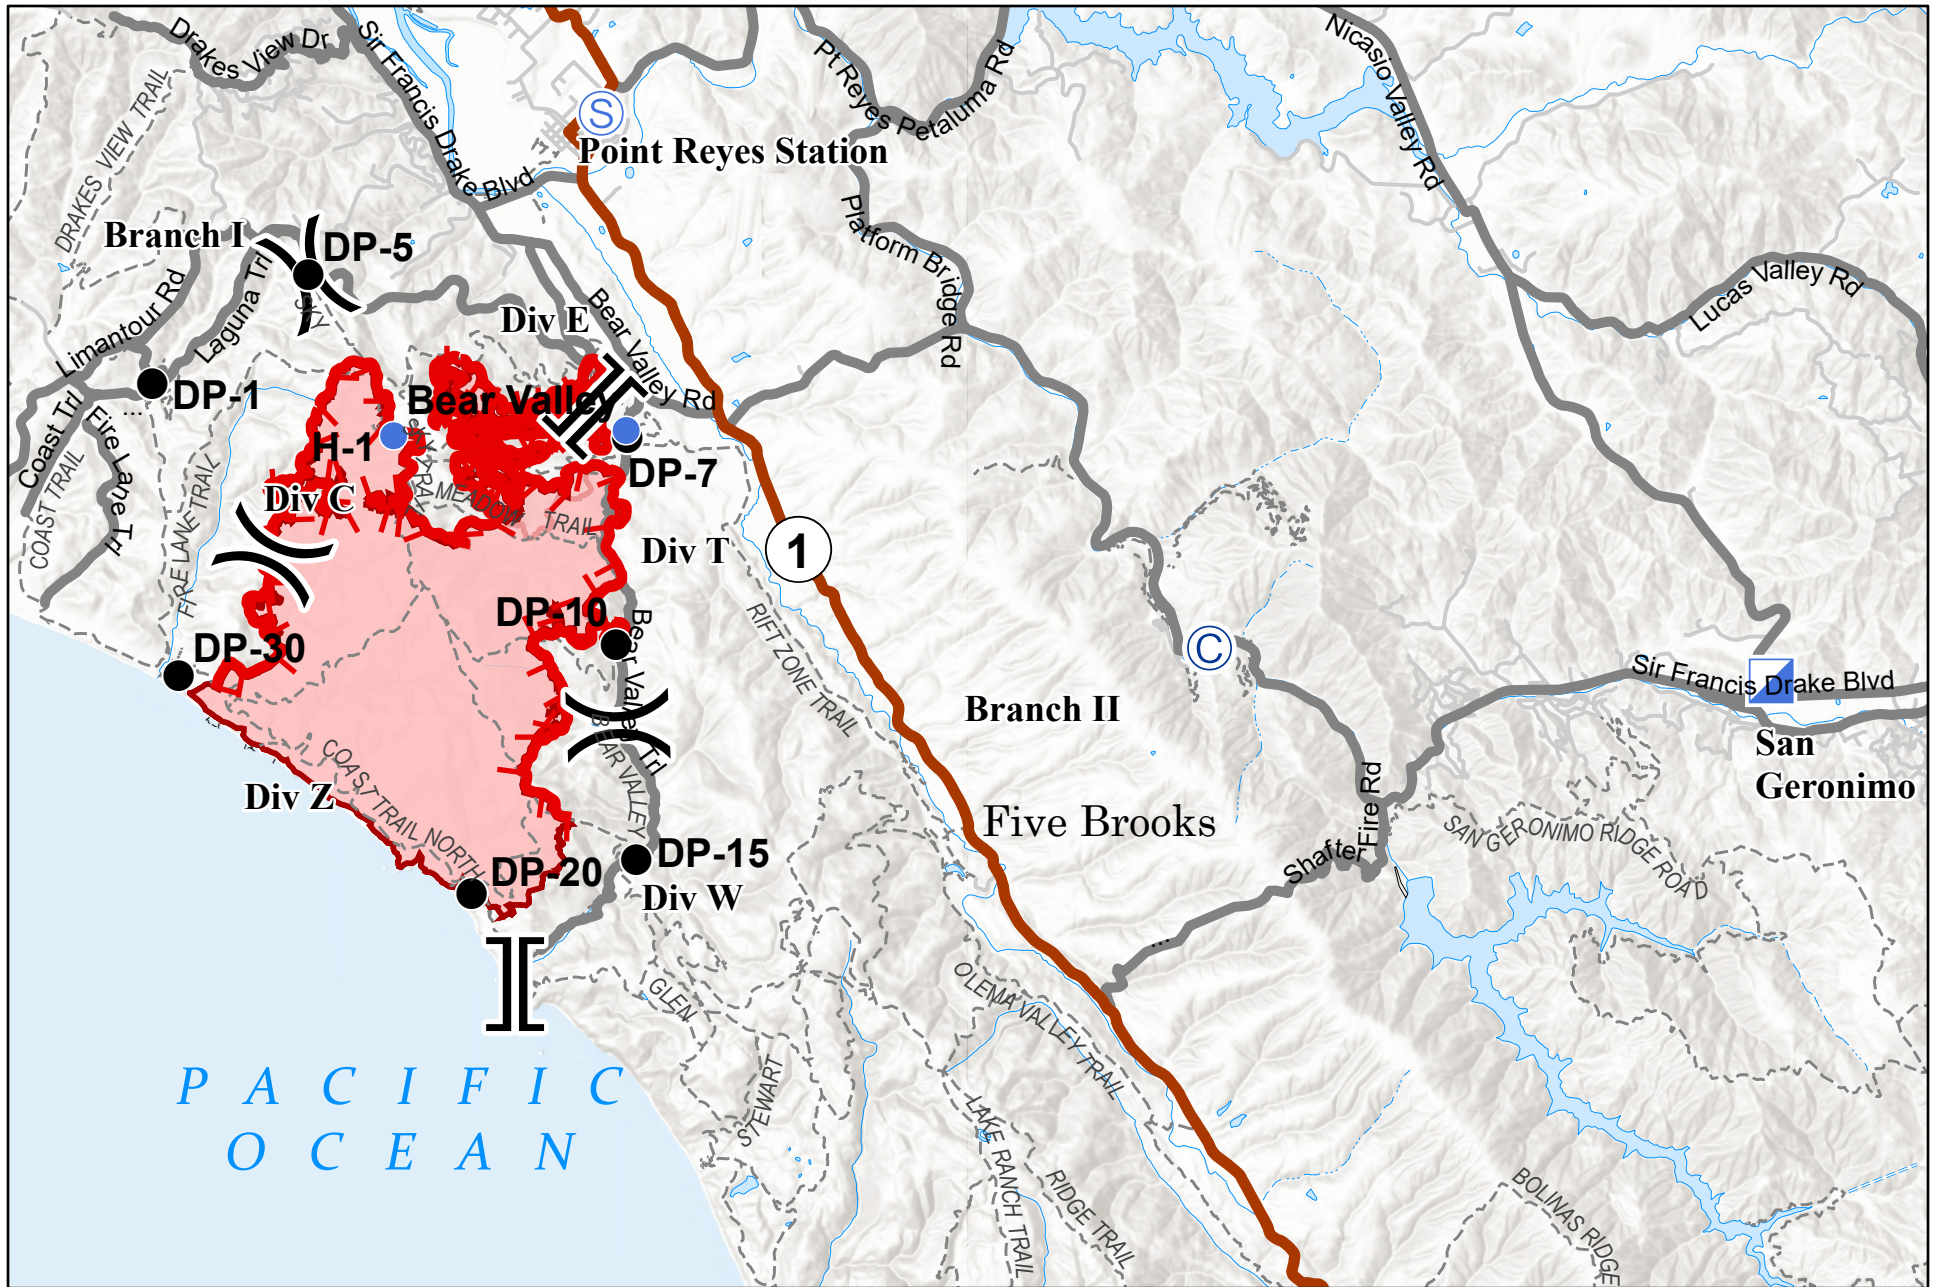 Drakes View Dr
Sir Francis Drake Blvd
Pt Reyes Petaluma Rd
Nicasio Valley Rd
S
Point Reyes Station
DRAKES VIEW TRAIL
Branch I
DP-5
Platform Bridge Rd
Lucas Valley Rd
Limantour Rd
Laguna Trl
SKY
Div E
Bear Valley Rd
DP-1
...
Bear Valley
H-1
DP-7
Coast Trl
Fire Lane Trl
COAST TRAIL
FIRE LANE TRAIL
Div C
MEADOW TRAIL
Div T
1
DP-10
Bear Valley Trl
RIFT ZONE TRAIL
C
DP-30
Sir Francis Drake Blvd
Branch II
San
Geronimo
BEAR VALLEY
COAST TRAIL NORTH
Div Z
Five Brooks
Shafter Fire Rd
SAN GERONIMO RIDGE ROAD
DP-15
DP-20
Div W
...
GLEN
OLEMA VALLEY TRAIL
STEWART
PACIFIC
OCEAN
LAKE RANCH TRAIL
RIDGE TRAIL
BOLINAS RIDGE